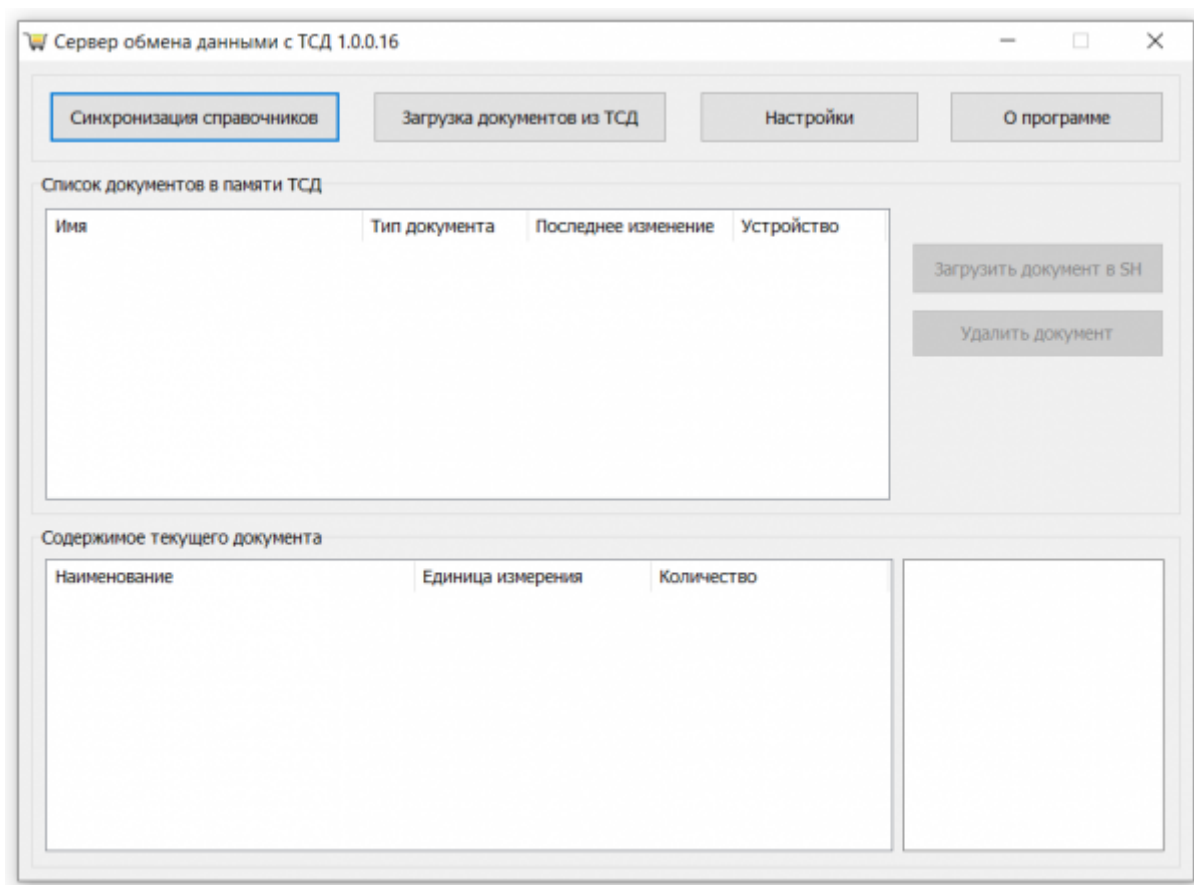 Сервер обмена данными с ТСД 1.0.0.16
Синхронизация справочников Загрузка документов из ТСД Настройки О программе
Список документов в памяти ТСД
Имя Тип документа Последнее изменение Устройство
Загрузить документ в SH
Удалить документ
Содержимое текущего документа
Наименование Единица измерения Количество